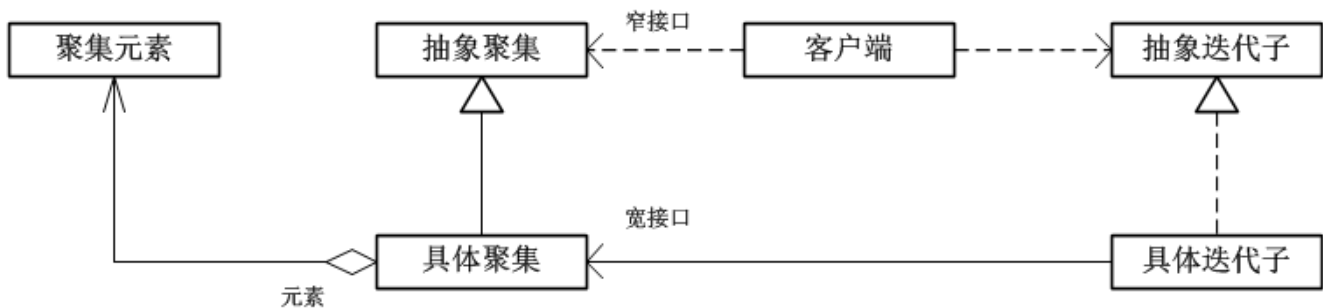 窄接口
聚集元素
抽象聚集
客户端
抽象迭代子
宽接口
具体聚集
具体迭代子
元素